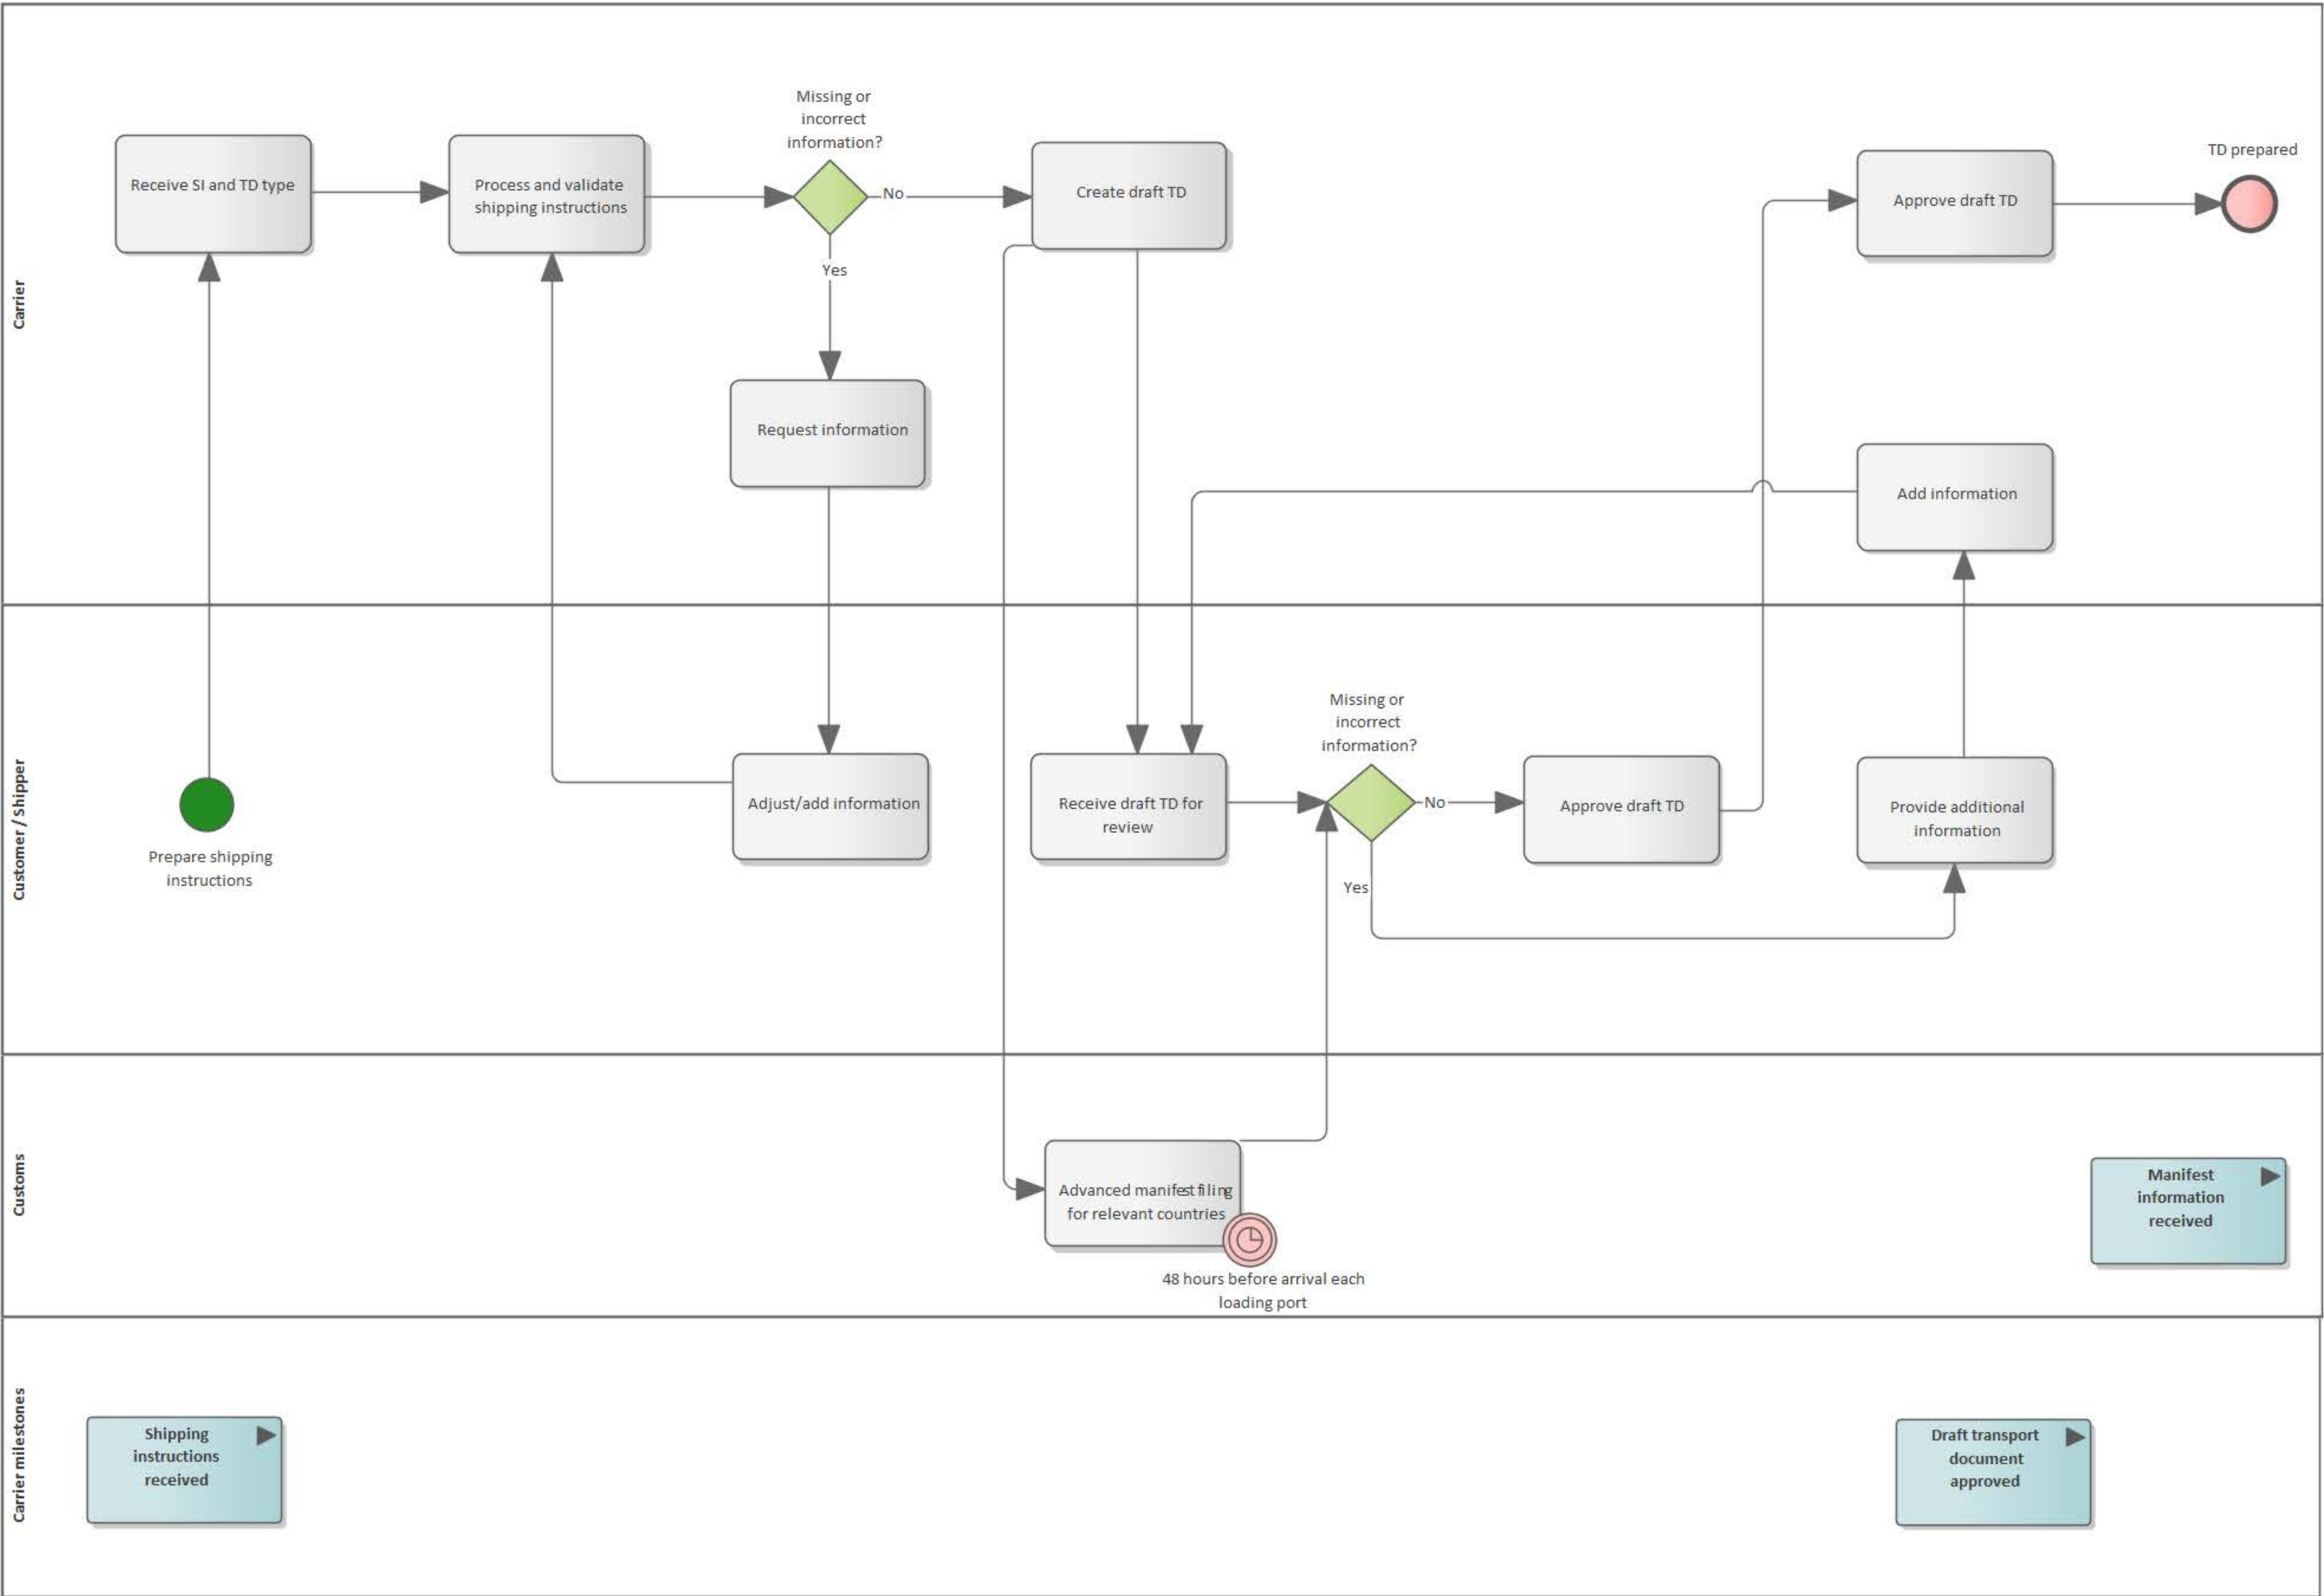 Carrier
Missing or
incorrect
information?
Receive SI and TD type
Process and validate
shipping instructions
No
Create draft TD
Approve draft TD
TD prepared
Yes
Request information
Add information
Customer / Shipper
Prepare shipping
instructions
Adjust/add information
Receive draft TD for
review
Missing or
incorrect
information?
No
Approve draft TD
Provide additional
information
Yes
Customs
Advanced manifest filing
for relevant countries
48 hours before arrival each
loading port
Manifest
information
received
Carrier milestones
Shipping
instructions
received
Draft transport
document
approved